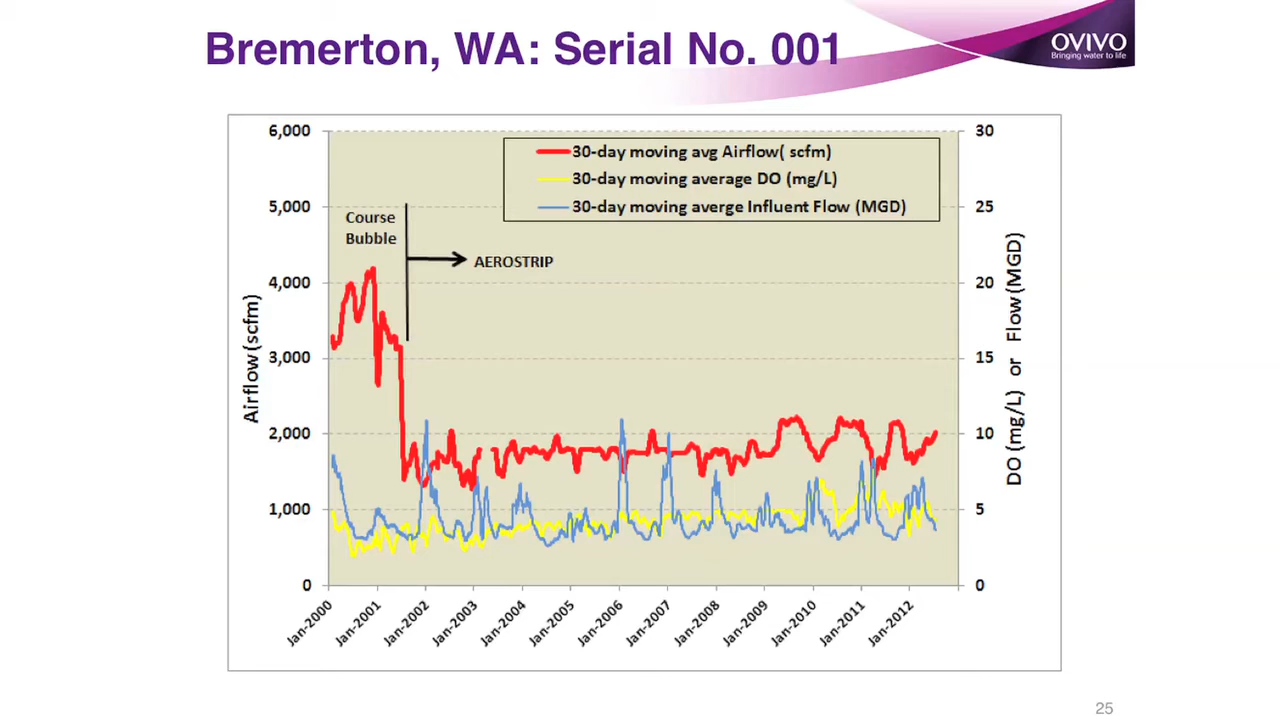 Bremerton, WA: Serial No. 001
OVIVO
Bringing water to life
6,000
5,000
4,000
3,000
2,000
1,000
0
Airflow (scfm)
30-day moving avg Airflow( scfm)
30-day moving average DO (mg/L)
30-day moving averge Influent Flow (MGD)
Course
Bubble
AEROSTRIP
30
25
20
15
10
5
0
DO (mg/L) or Flow (MGD)
Jan-2000
Jan-2001
Jan-2002
Jan-2003
Jan-2004
Jan-2005
Jan-2006
Jan-2007
Jan-2008
Jan-2009
Jan-2010
Jan-2011
Jan-2012
25